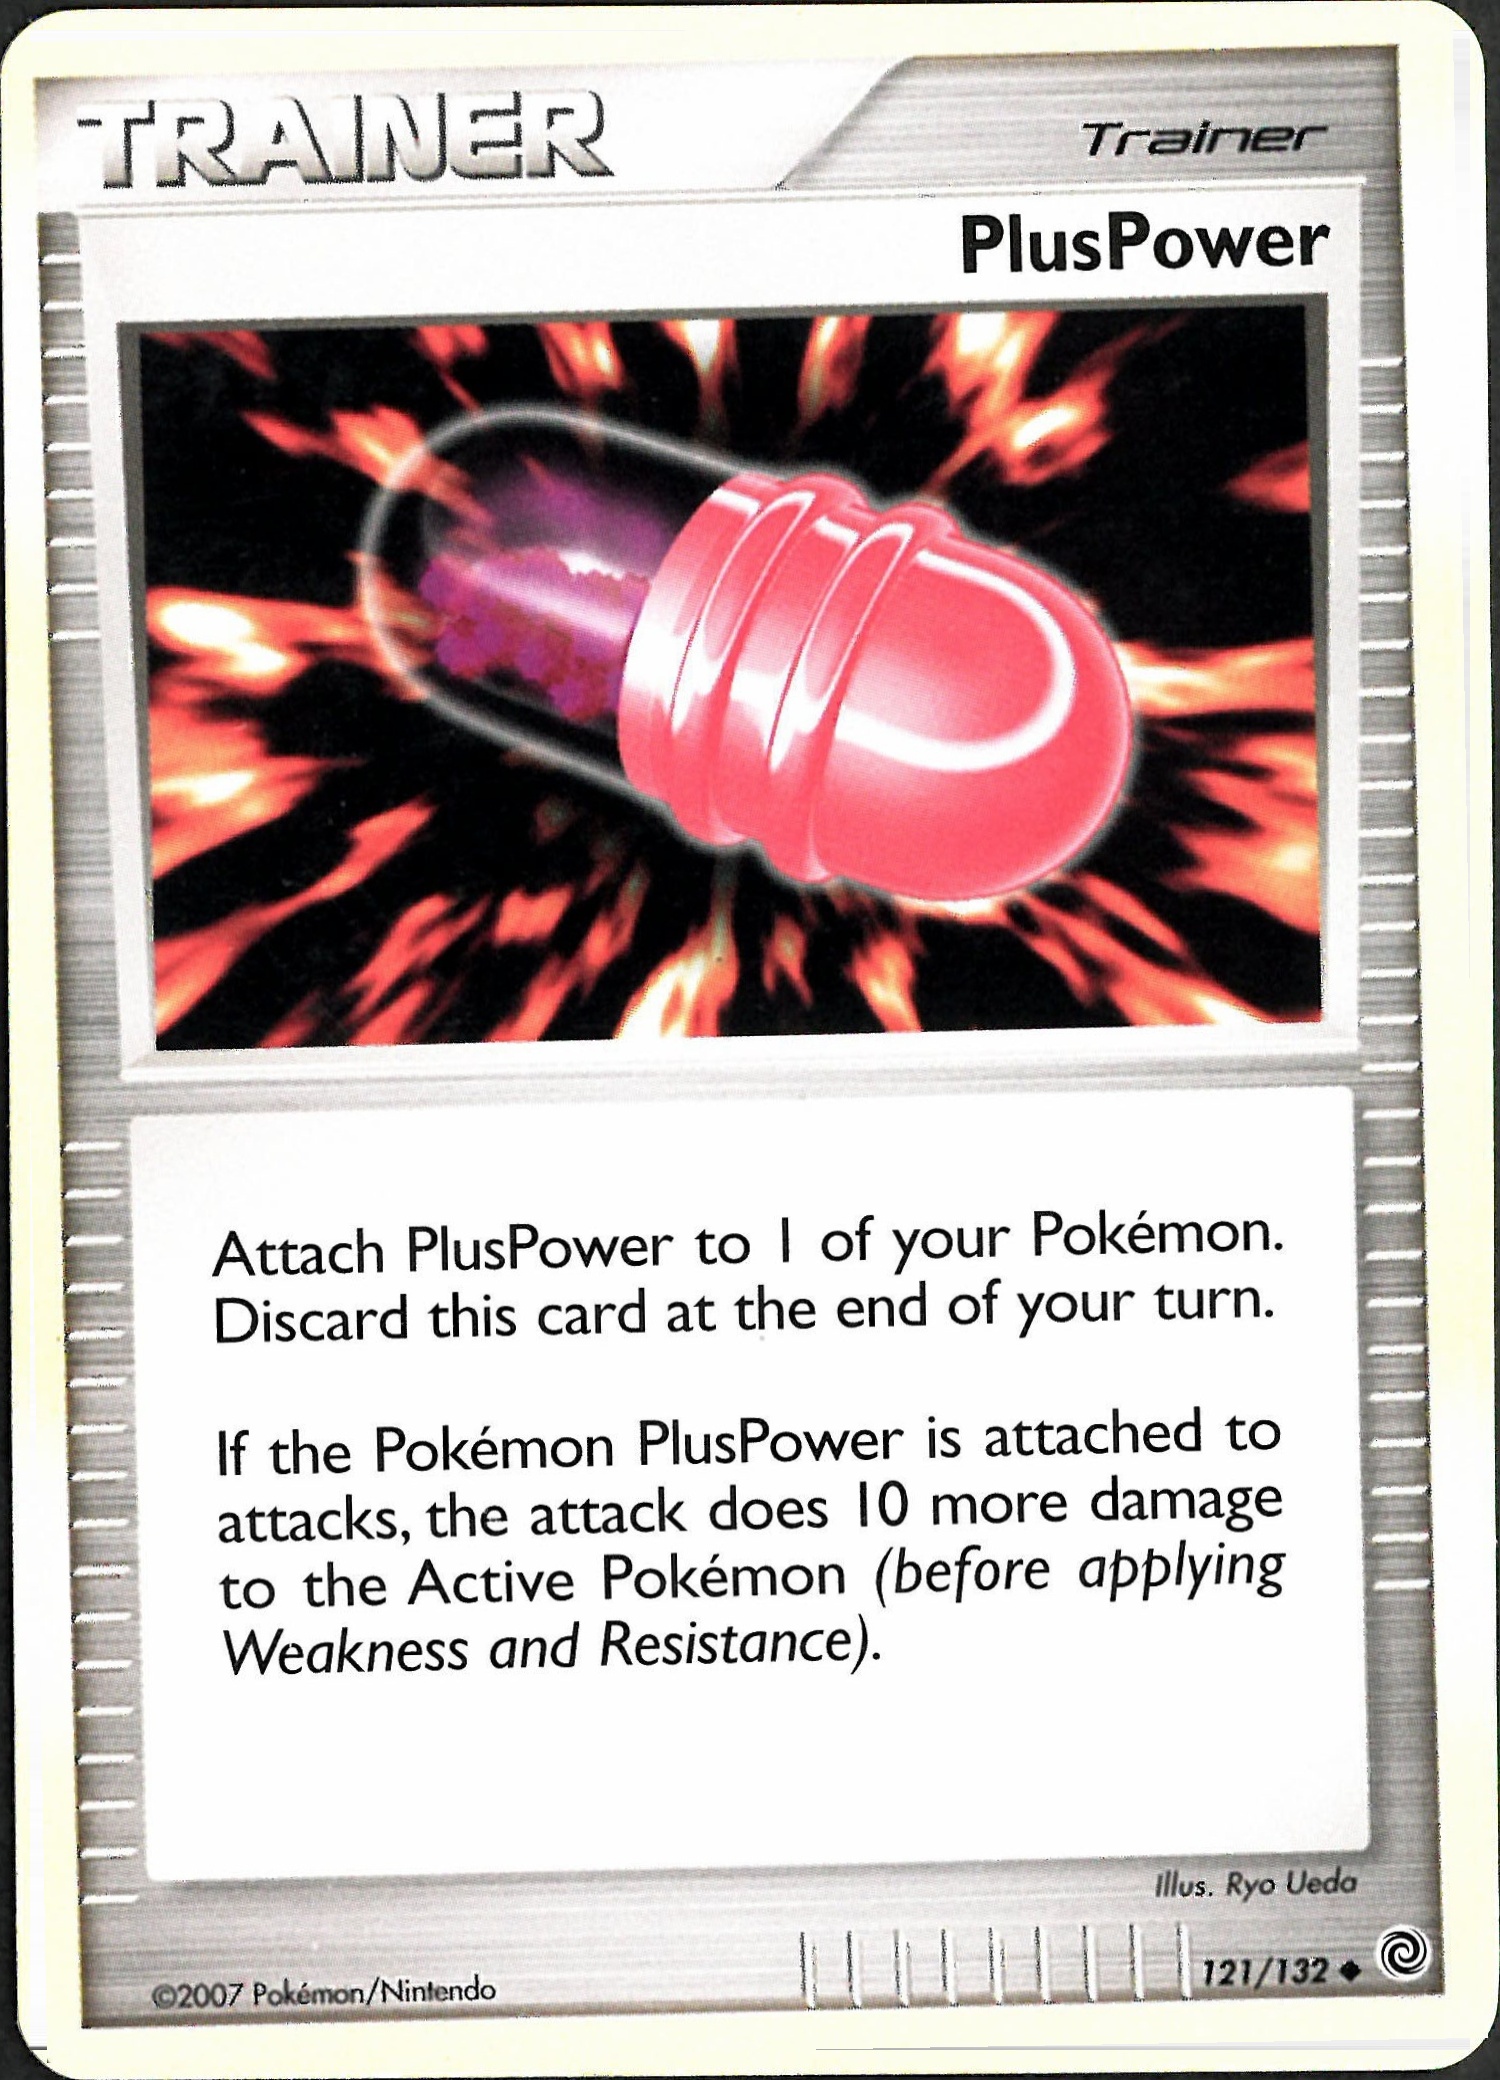 TRAINER
Trainer
PlusPower
Attach PlusPower to 1 of your Pokémon.
Discard this card at the end of your turn.
If the Pokémon PlusPower is attached to
attacks, the attack does 10 more damage
to the Active Pokémon (before applying
Weakness and Resistance).
Illus. Ryo Ueda
©2007 Pokémon/Nintendo
121/132